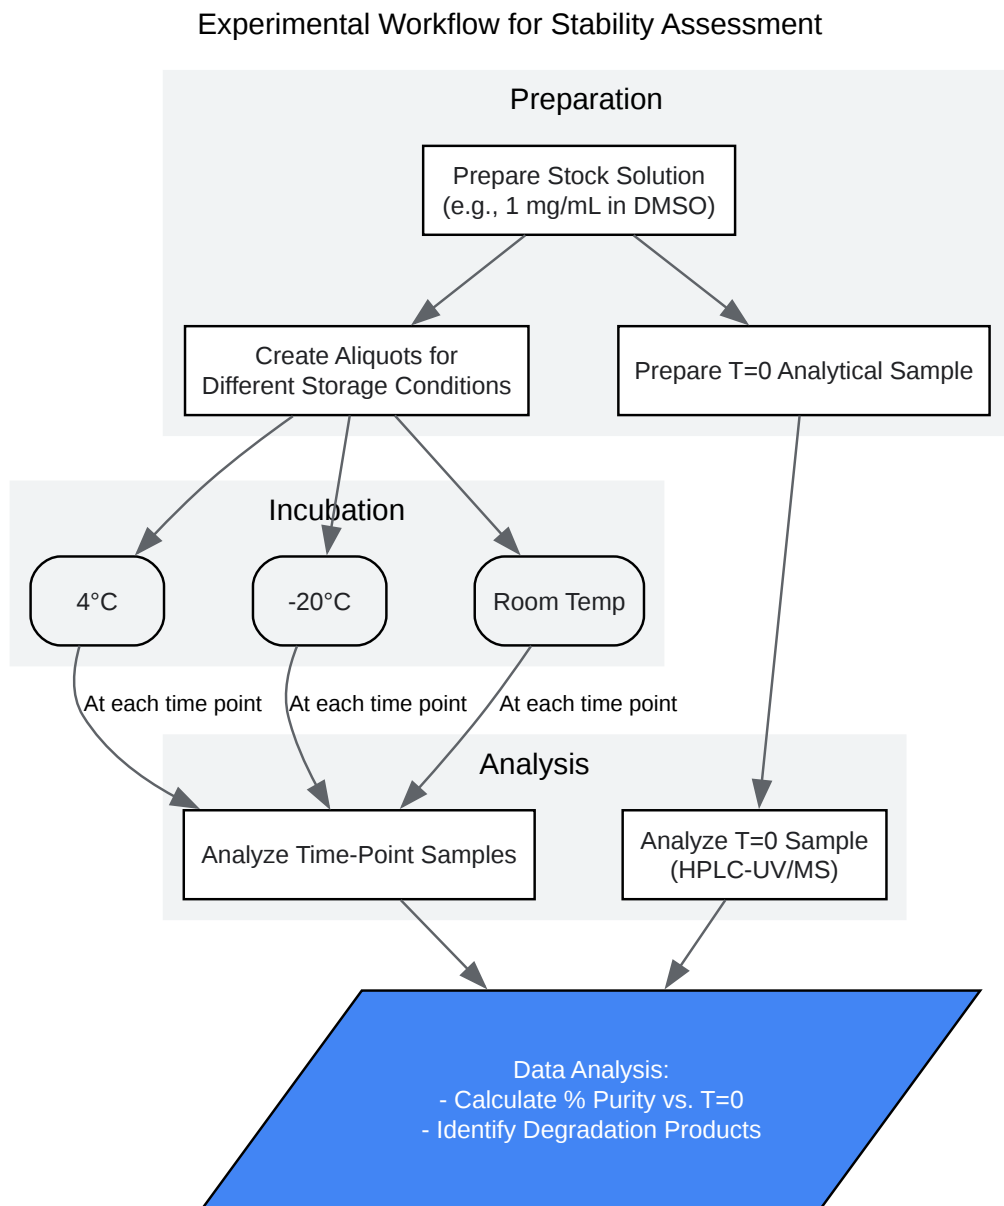 Experimental Workflow for Stability Assessment
Preparation
Prepare Stock Solution
(e.g., 1 mg/mL in DMSO)
Create Aliquots for
Different Storage Conditions
Prepare T=0 Analytical Sample
Incubation
4°C
-20°C
Room Temp
At each time point
At each time point
At each time point
Analysis
Analyze Time-Point Samples
Analyze T=0 Sample
(HPLC-UV/MS)
Data Analysis:
- Calculate % Purity vs. T=0
- Identify Degradation Products